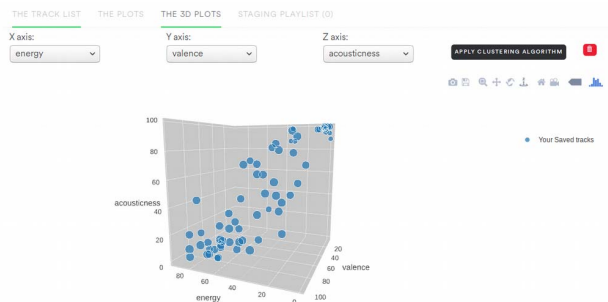 THE TRACK LIST THE PLOTS THE 3D PLOTS STAGING PLAYLIST (0)
X axis: Y axis: Z axis:
energy valence acousticness APPLY CLUSTERING ALGORITHM
100
Your Saved tracks
80
60
acousticness
40
20
0
20
40
60 valence
80
100
80
60
40
20
0
energy